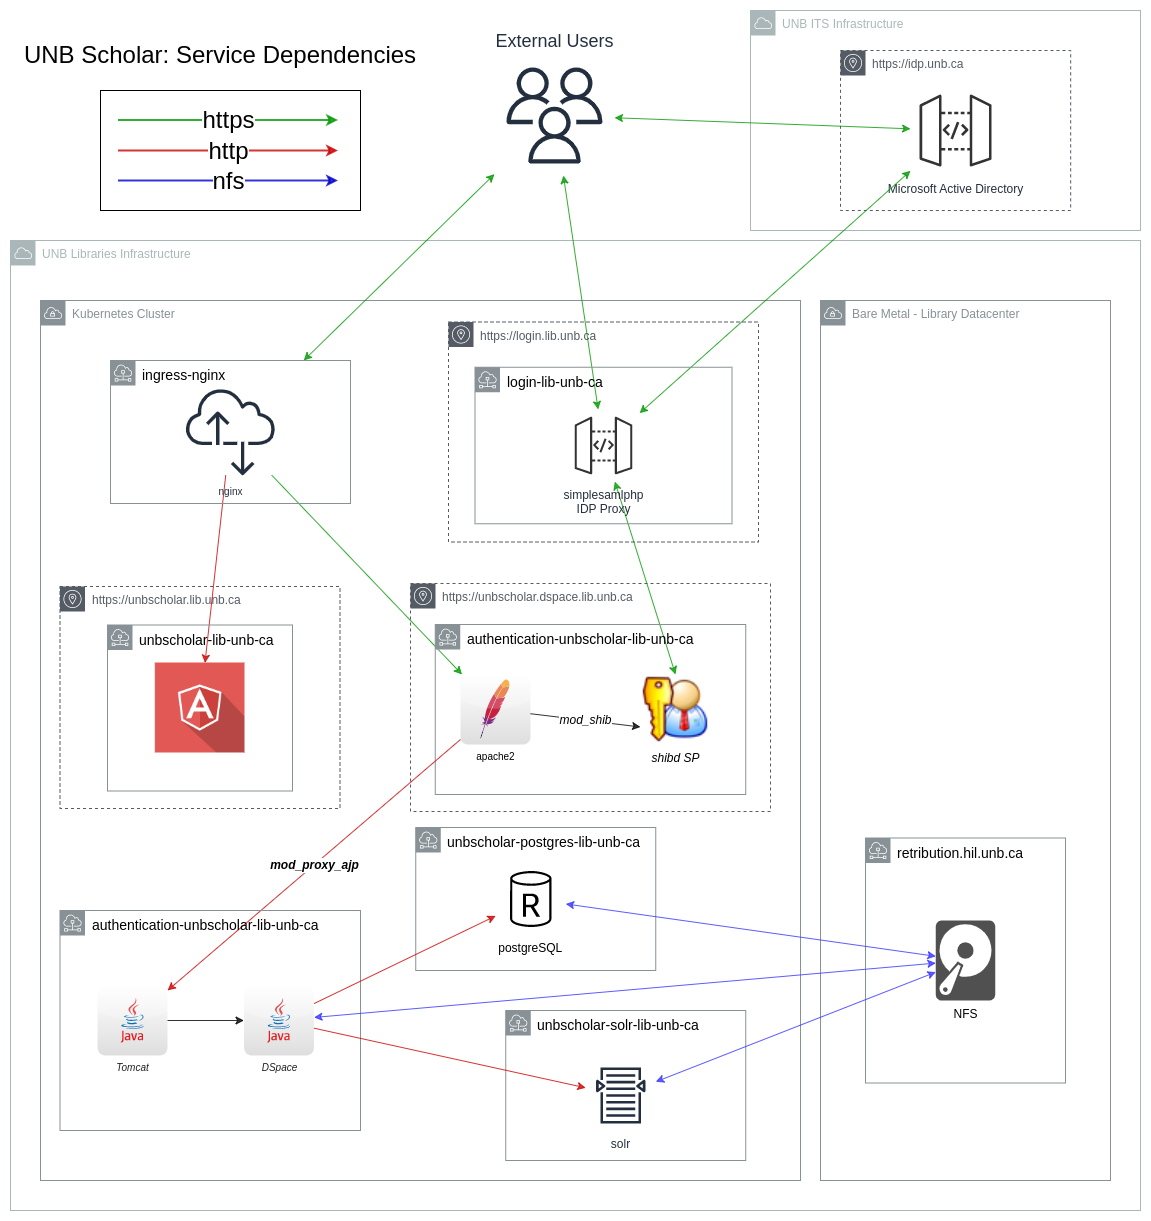 UNB Scholar: Service Dependencies
https
http
nfs
External Users
UNB ITS Infrastructure
https://idp.unb.ca
Microsoft Active Directory
UNB Libraries Infrastructure
Kubernetes Cluster
Bare Metal - Library Datacenter
ingress-nginx
nginx
https://login.lib.unb.ca
login-lib-unb-ca
simplesamlphp
IDP Proxy
https://unbscholar.lib.unb.ca
unbscholar-lib-unb-ca
https://unbscholar.dspace.lib.unb.ca
authentication-unbscholar-lib-unb-ca
apache2
mod_shib
shibd SP
mod_proxy_ajp
unbscholar-postgres-lib-unb-ca
R
postgreSQL
retribution.hil.unb.ca
NFS
authentication-unbscholar-lib-unb-ca
Java
Tomcat
Java
DSpace
unbscholar-solr-lib-unb-ca
solr